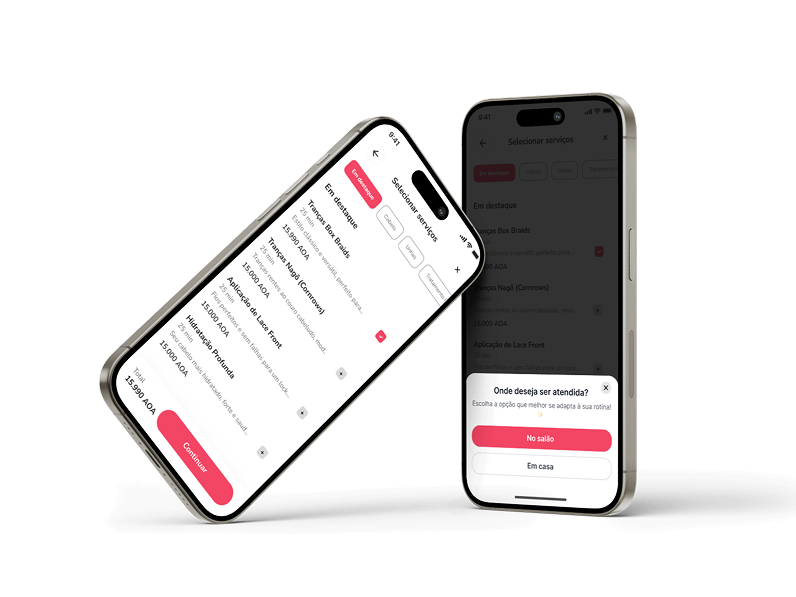 9:41
Selecionar serviços
Em destaque
Cabelo
Unhas
Tratamento
Em destaque
Tranças Box Braids
25 min
Estilo clássico e versátil, perfeito para...
15.990 AOA
Tranças Nagô (Cornrows)
25 min
Tranças rentes ao couro cabeludo, mod...
15.000 AOA
Aplicação de Lace Front
25 min
Fios perfeitos e sem falhas para um look...
15.000 AOA
Hidratação Profunda
25 min
Seu cabelo mais hidratado, forte e saud...
15.000 AOA
Total
15.990 AOA
Continuar
9:41
Selecionar serviços
Em destaque
Cabelo
Unhas
Tratamento
Em destaque
Tranças Box Braids
e versátil, perfeito para...
AOA
Tranças Nagô (Cornrows)
ao couro cabeludo, mod...
15.000 AOA
Aplicação de Lace Front
25 min
Onde deseja ser atendida?
Escolha a opção que melhor se adapta à sua rotina!
No salão
Em casa